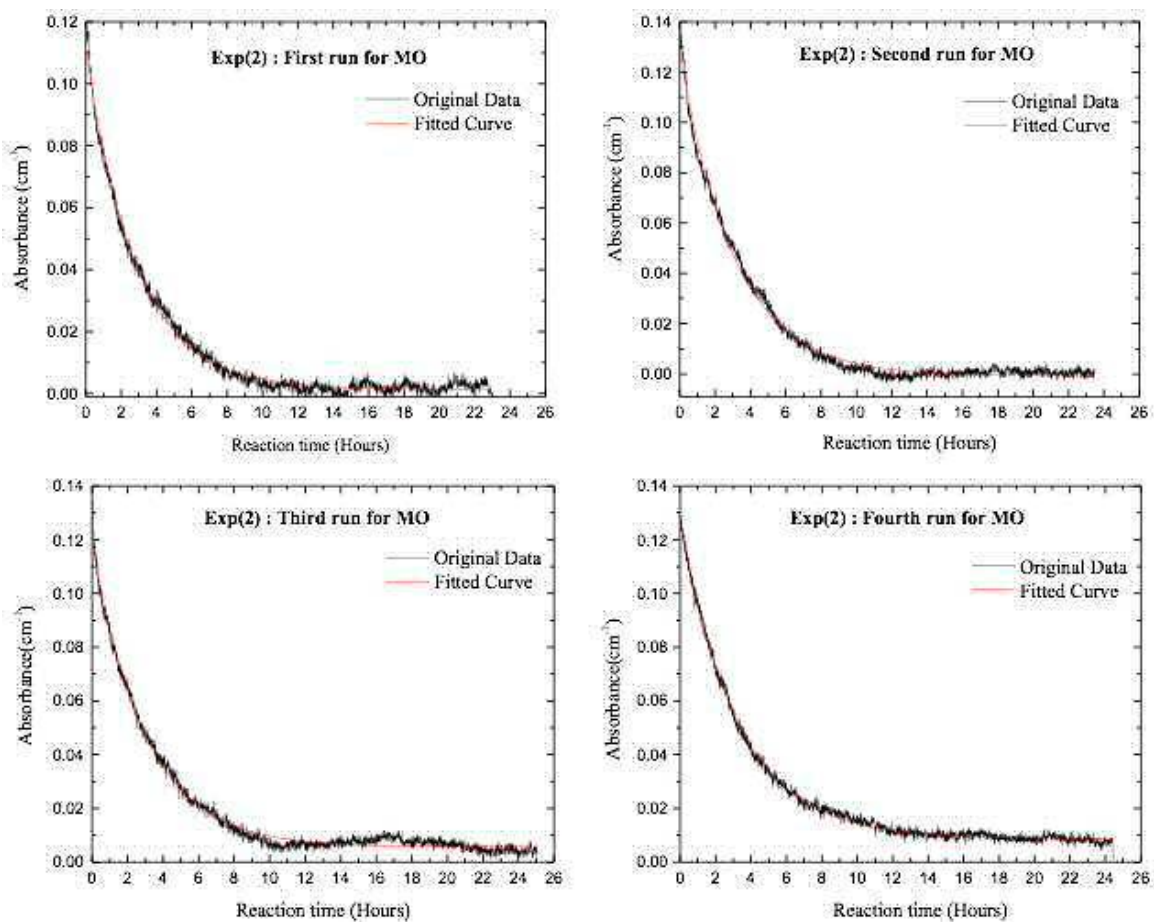 Exp(2) : First run for MO
Original Data
Fitted Curve
Absorbance (cm⁻¹)
0.12
0.10
0.08
0.06
0.04
0.02
0.00
0 2 4 6 8 10 12 14 16 18 20 22 24 26
Reaction time (Hours)
Exp(2) : Second run for MO
Original Data
Fitted Curve
Absorbance (cm⁻¹)
0.14
0.12
0.10
0.08
0.06
0.04
0.02
0.00
0 2 4 6 8 10 12 14 16 18 20 22 24 26
Reaction time (Hours)
Exp(2) : Third run for MO
Original Data
Fitted Curve
Absorbance(cm⁻¹)
0.14
0.12
0.10
0.08
0.06
0.04
0.02
0.00
0 2 4 6 8 10 12 14 16 18 20 22 24 26
Reaction time (Hours)
Exp(2) : Fourth run for MO
Original Data
Fitted Curve
Absorbance(cm⁻¹)
0.14
0.12
0.10
0.08
0.06
0.04
0.02
0.00
0 2 4 6 8 10 12 14 16 18 20 22 24 26
Reaction time (Hours)